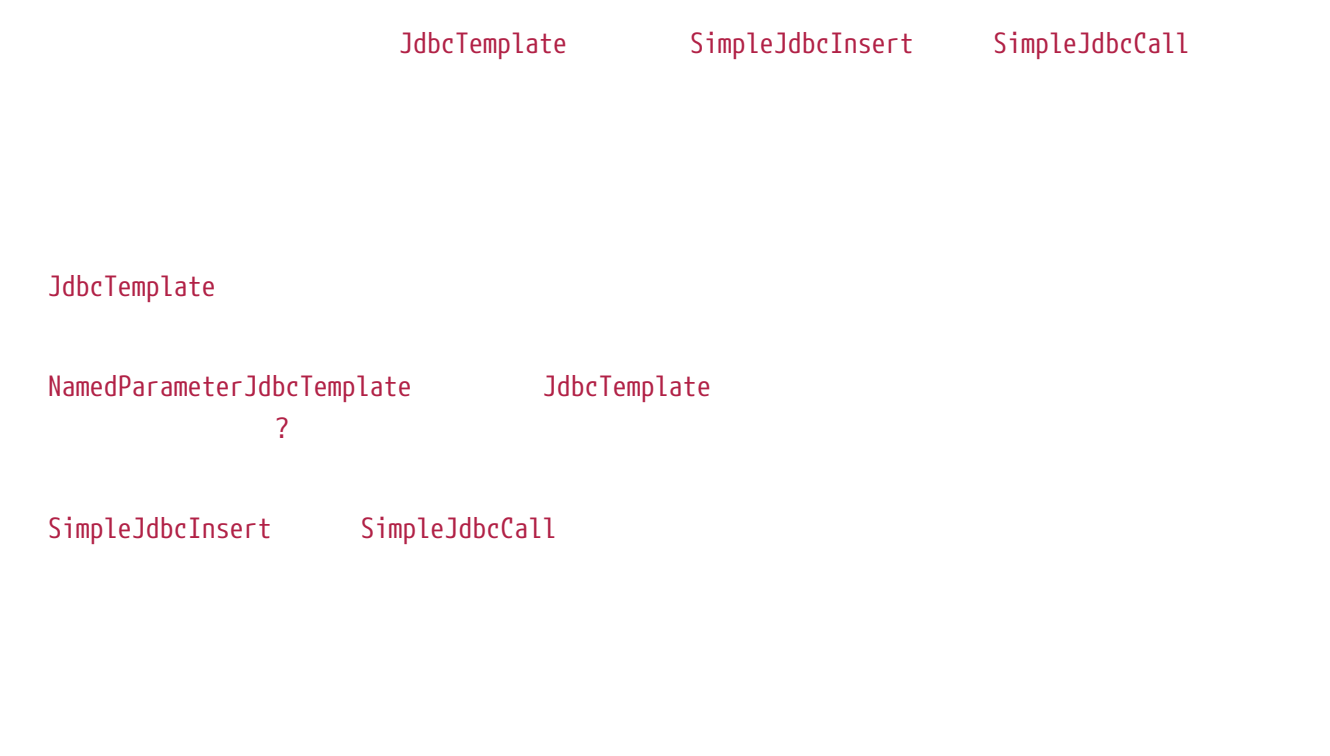 JdbcTemplate SimpleJdbcInsert SimpleJdbcCall
JdbcTemplate
NamedParameterJdbcTemplate JdbcTemplate
?
SimpleJdbcInsert SimpleJdbcCall